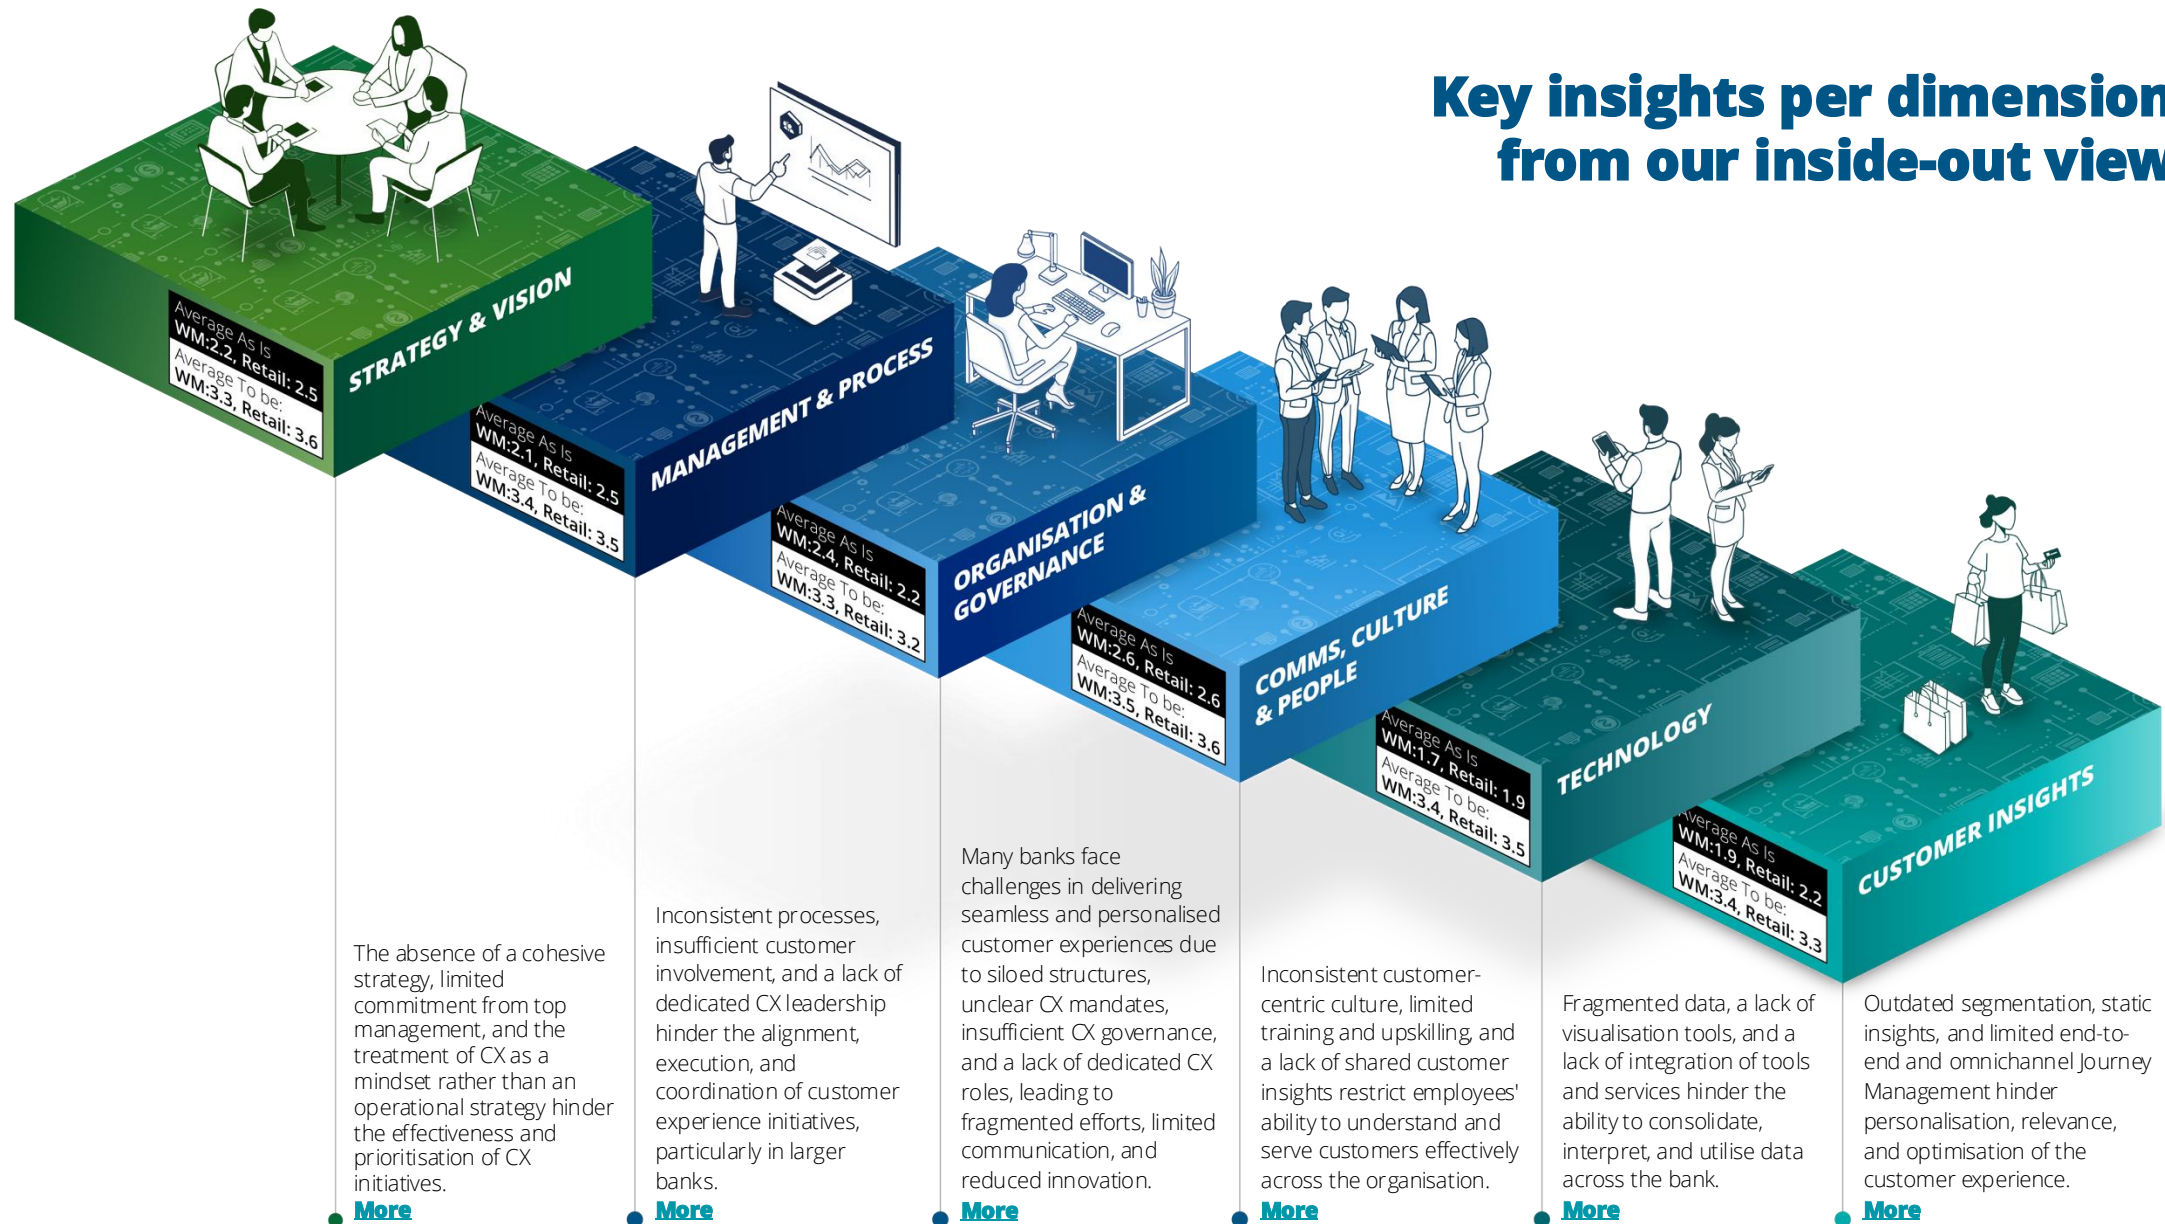 Key insights per dimension
from our inside-out view
STRATEGY & VISION
Average As Is
WM:2.2, Retail: 2.5
Average To be:
WM:3.3, Retail: 3.6
MANAGEMENT & PROCESS
Average As Is
WM:2.1, Retail: 2.5
Average To be:
WM:3.4, Retail: 3.5
ORGANISATION &
GOVERNANCE
Average As Is
WM:2.4, Retail: 2.2
Average To be:
WM:3.3, Retail: 3.2
COMMS, CULTURE
& PEOPLE
Average As Is
WM:2.6, Retail: 2.6
Average To be:
WM:3.5, Retail: 3.6
TECHNOLOGY
Average As Is
WM:1.7, Retail: 1.9
Average To be:
WM:3.4, Retail: 3.5
CUSTOMER INSIGHTS
Average As Is
WM:1.9, Retail: 2.2
Average To be:
WM:3.4, Retail: 3.3
The absence of a cohesive
strategy, limited
commitment from top
management, and the
treatment of CX as a
mindset rather than an
operational strategy hinder
the effectiveness and
prioritisation of CX
initiatives.
More
Inconsistent processes,
insufficient customer
involvement, and a lack of
dedicated CX leadership
hinder the alignment,
execution, and
coordination of customer
experience initiatives,
particularly in larger
banks.
More
Many banks face
challenges in delivering
seamless and personalised
customer experiences due
to siloed structures,
unclear CX mandates,
insufficient CX governance,
and a lack of dedicated CX
roles, leading to
fragmented efforts, limited
communication, and
reduced innovation.
More
Inconsistent customer-
centric culture, limited
training and upskilling, and
a lack of shared customer
insights restrict employees'
ability to understand and
serve customers effectively
across the organisation.
More
Fragmented data, a lack of
visualisation tools, and a
lack of integration of tools
and services hinder the
ability to consolidate,
interpret, and utilise data
across the bank.
More
Outdated segmentation, static
insights, and limited end-to-
end and omnichannel Journey
Management hinder
personalisation, relevance,
and optimisation of the
customer experience.
More